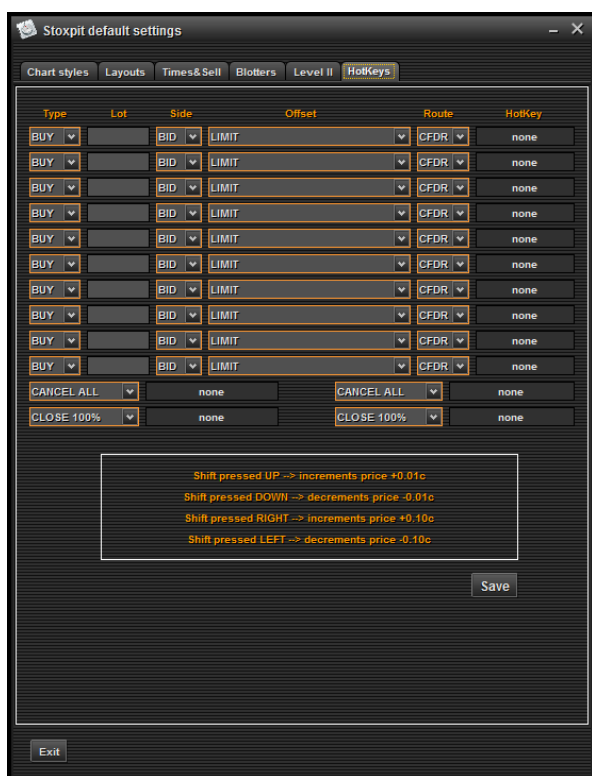 Stoxpit default settings
Chart styles Layouts Times&Sell Blotters Level II HotKeys
Type Lot Side Offset Route HotKey
BUY BID LIMIT CFDR none
BUY BID LIMIT CFDR none
BUY BID LIMIT CFDR none
BUY BID LIMIT CFDR none
BUY BID LIMIT CFDR none
BUY BID LIMIT CFDR none
BUY BID LIMIT CFDR none
BUY BID LIMIT CFDR none
BUY BID LIMIT CFDR none
BUY BID LIMIT CFDR none
CANCEL ALL none CANCEL ALL none
CLOSE 100% none CLOSE 100% none
Shift pressed UP --> increments price +0.01c
Shift pressed DOWN --> decrements price -0.01c
Shift pressed RIGHT --> increments price +0.10c
Shift pressed LEFT --> decrements price -0.10c
Save
Exit